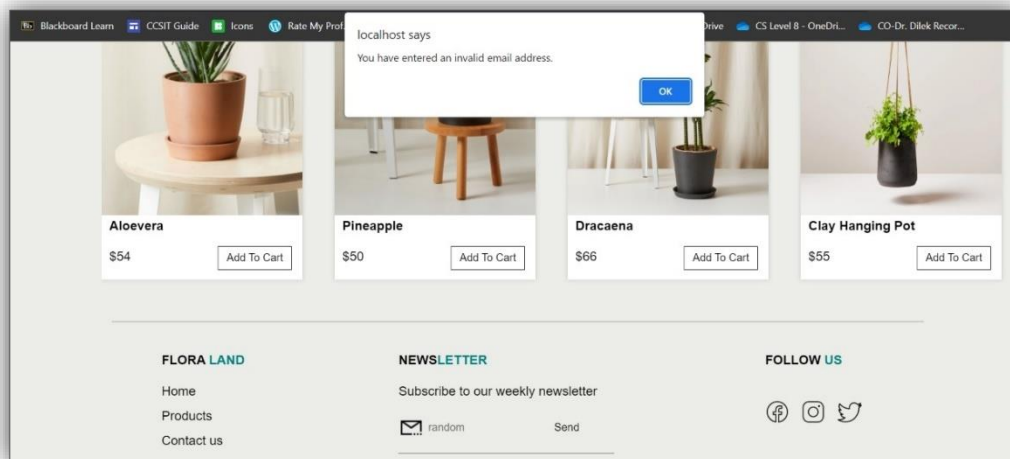 Blackboard Learn CCSIT Guide Icons Rate My Prof. Drive CS Level 8 - OneDri... CO-Dr. Dilek Recor...
localhost says
You have entered an invalid email address.
OK
Aloevera Pineapple Dracaena Clay Hanging Pot
$54 Add To Cart $50 Add To Cart $66 Add To Cart $55 Add To Cart
FLORA LAND NEWSLETTER FOLLOW US
Home Subscribe to our weekly newsletter
Products
random Send
Contact us